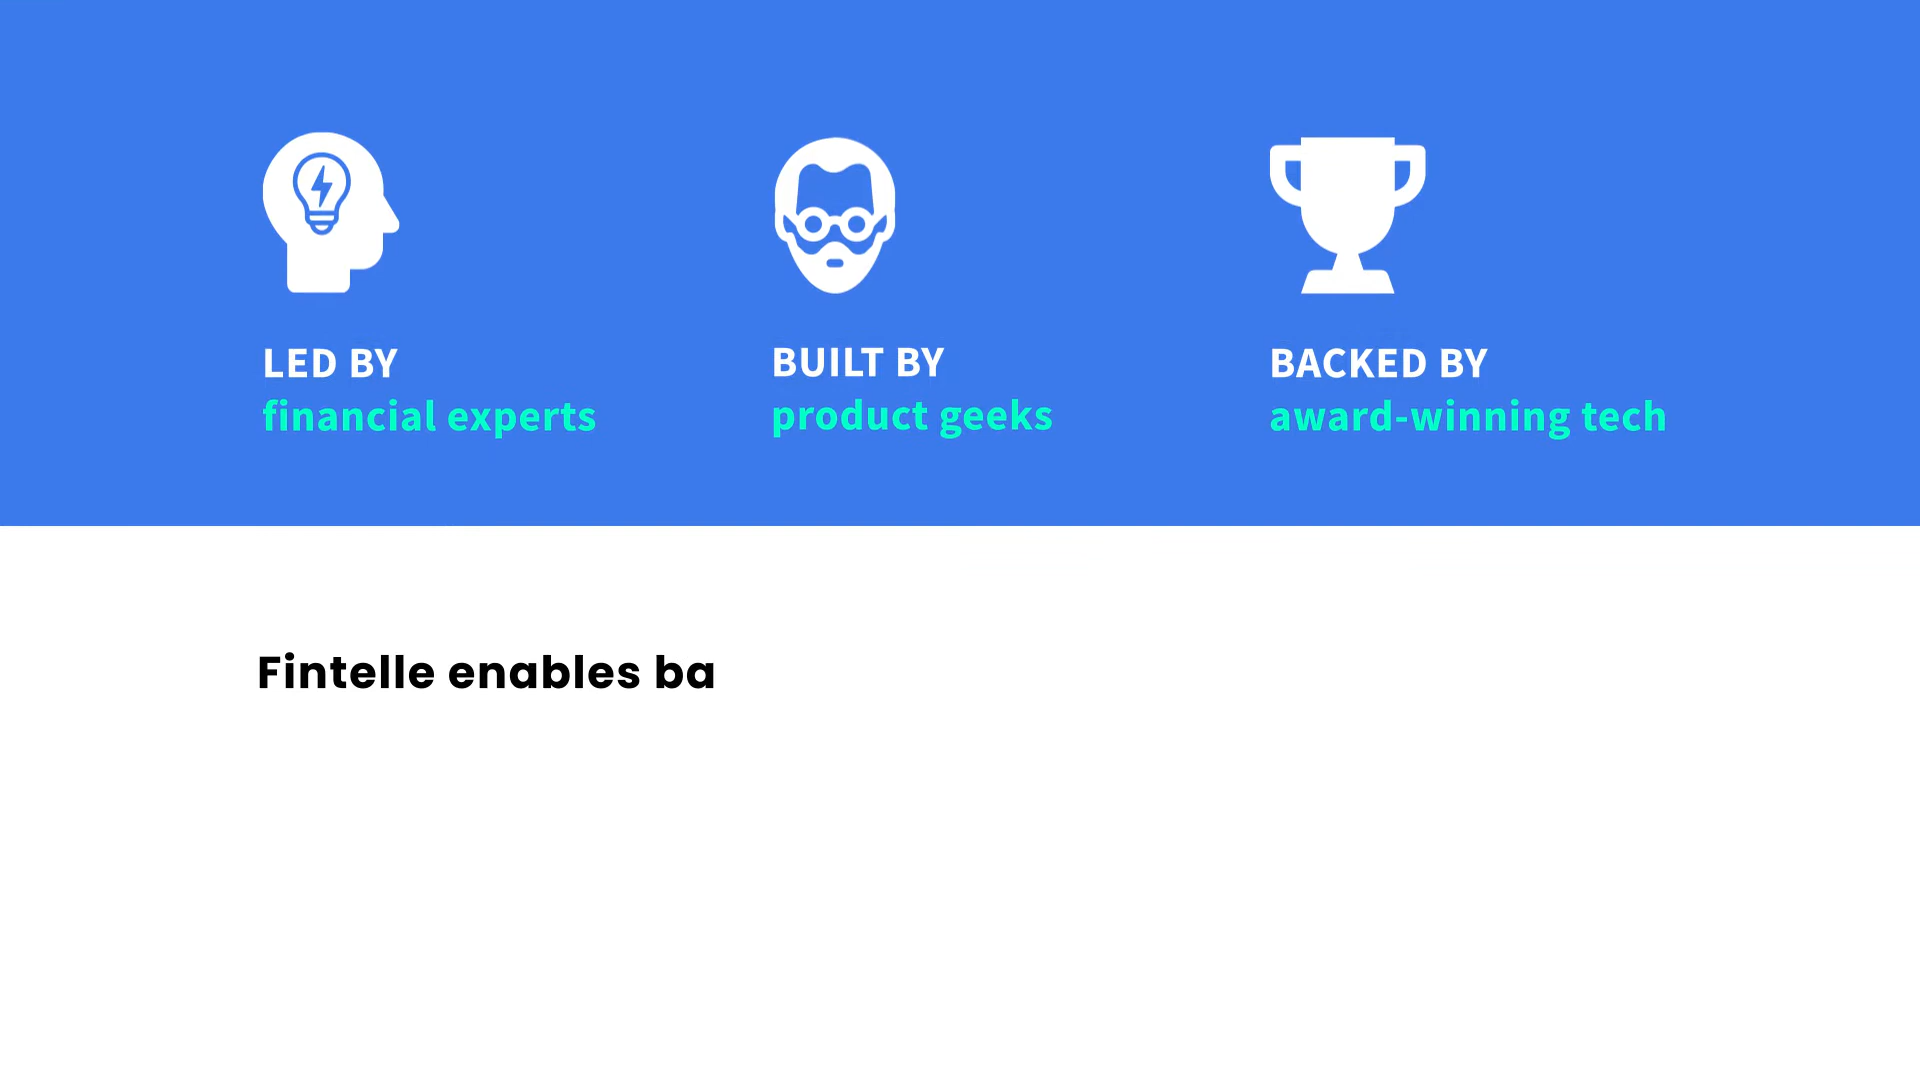 LED BY
financial experts
BUILT BY
product geeks
BACKED BY
award-winning tech
Fintelle enables ba